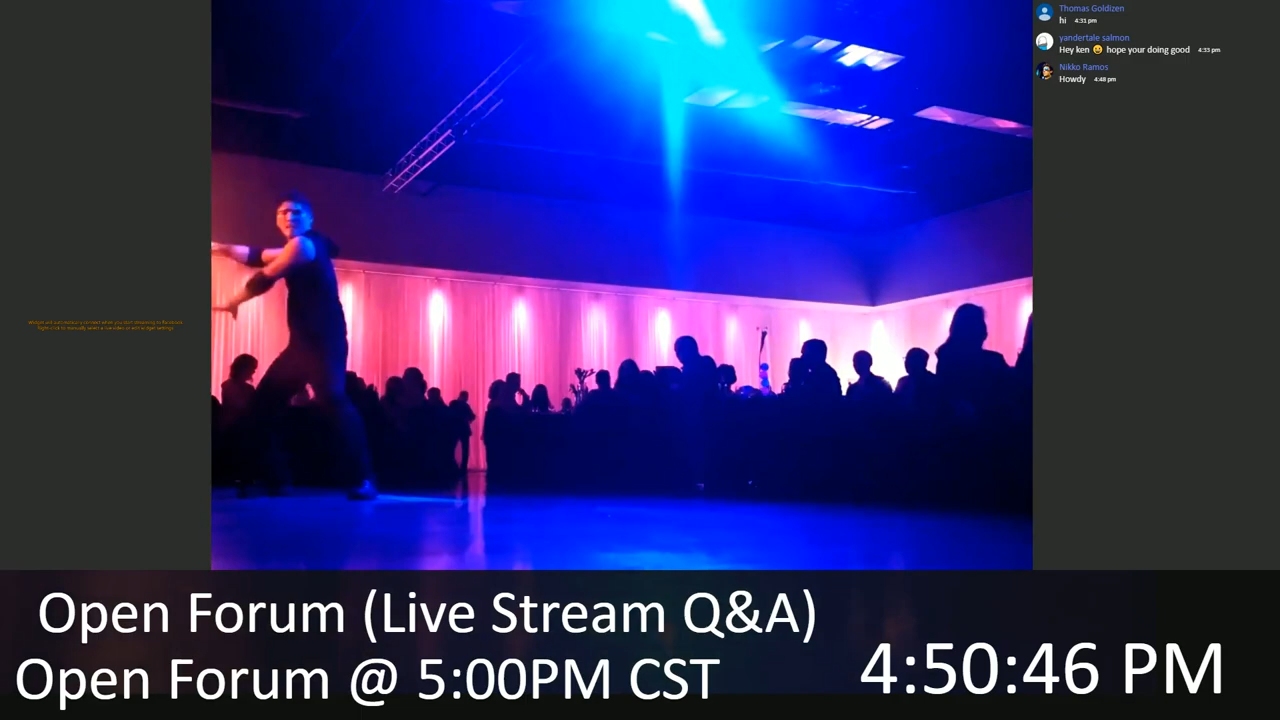 Thomas Goldizen
hi 4:31 pm
yandertale salmon
Hey ken 😀 hope your doing good 4:33 pm
Nikko Ramos
Howdy 4:48 pm
Open Forum (Live Stream Q&A)
Open Forum @ 5:00PM CST
4:50:46 PM